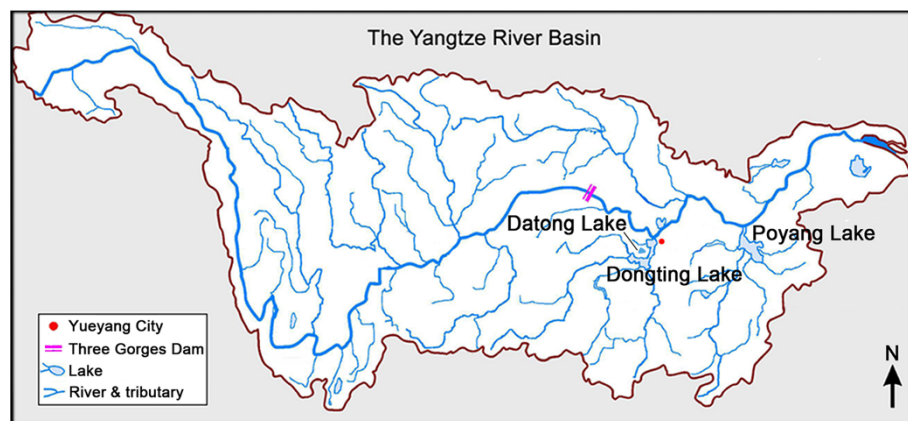 The Yangtze River Basin
Datong Lake
Poyang Lake
Dongting Lake
Yueyang City
Three Gorges Dam
Lake
River & tributary
N